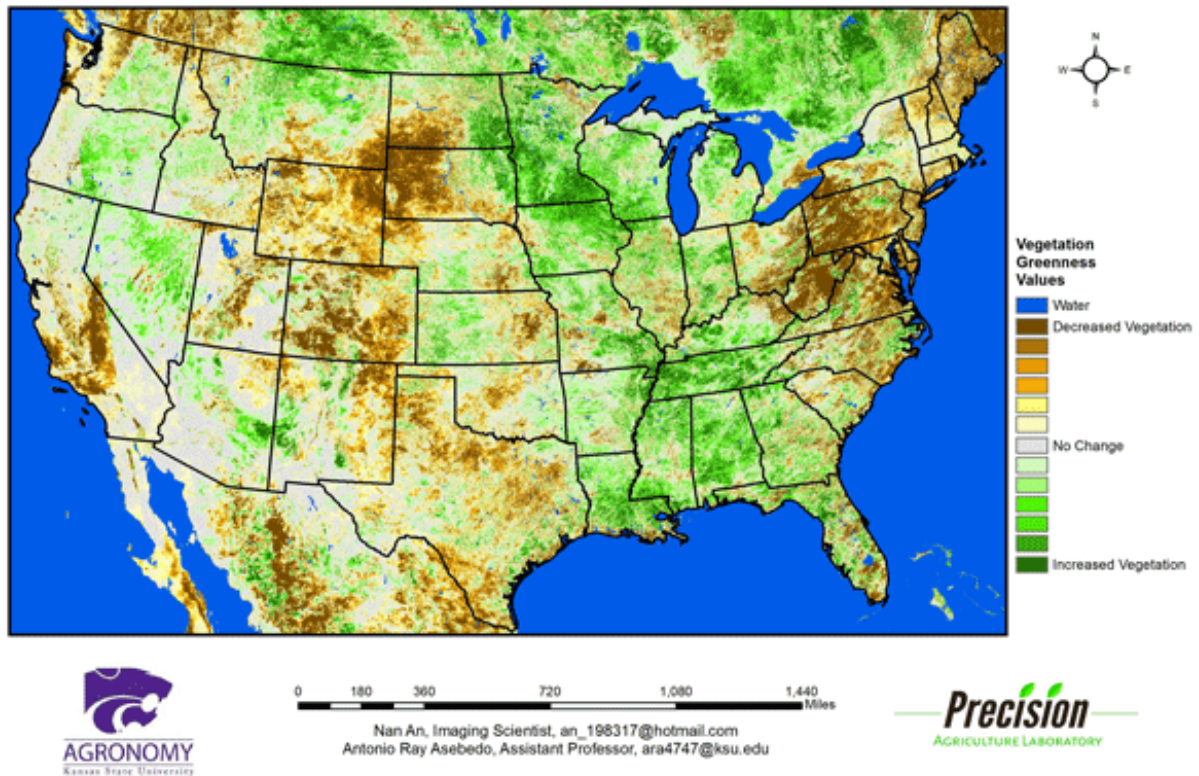 N
W E
S
Vegetation
Greenness
Values
Water
Decreased Vegetation
No Change
Increased Vegetation
0 180 360 720 1,080 1,440
Miles
Nan An, Imaging Scientist, an_198317@hotmail.com
Antonio Ray Asebedo, Assistant Professor, ara4747@ksu.edu
AGRONOMY
Kansas State University
Precision
AGRICULTURE LABORATORY